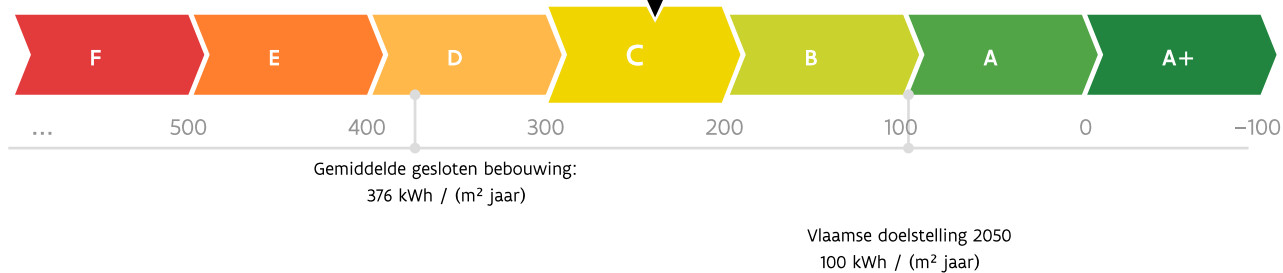 F E D C B A A+
... 500 400 300 200 100 0 −100
Gemiddelde gesloten bebouwing:
376 kWh / (m² jaar)
Vlaamse doelstelling 2050
100 kWh / (m² jaar)